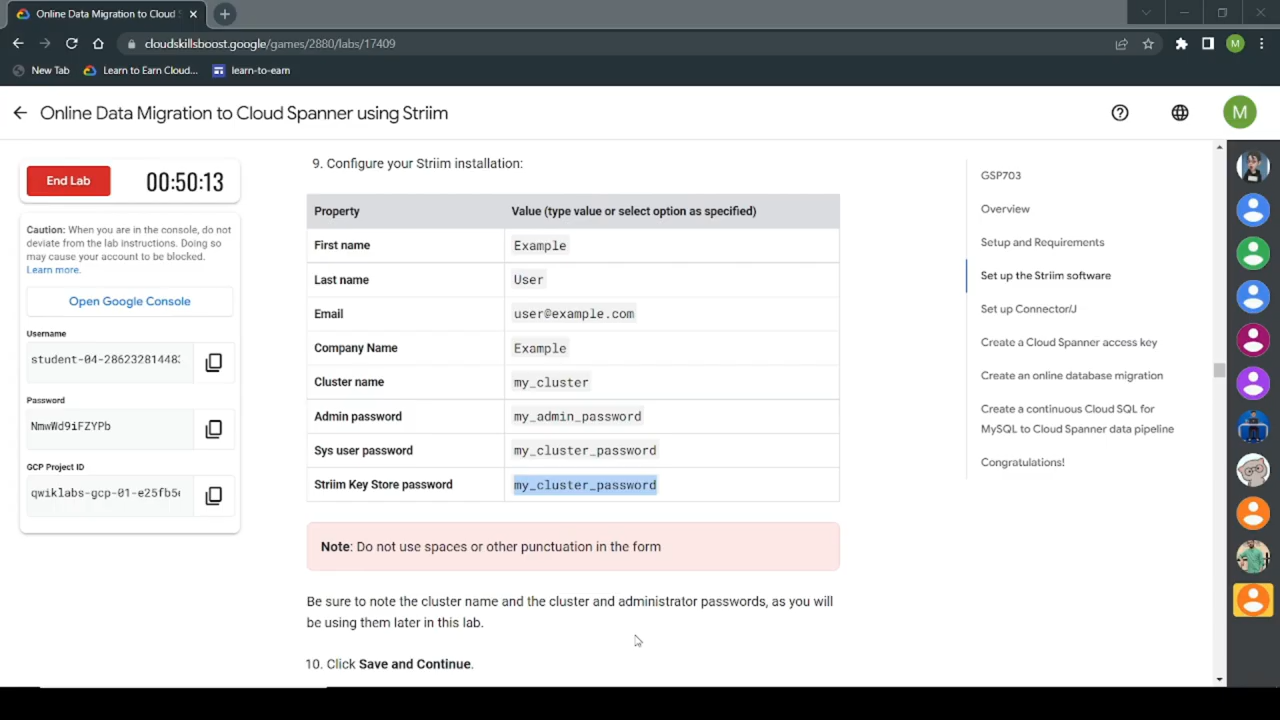 Online Data Migration to Cloud S
cloudskillsboost.google/games/2880/labs/17409
M
New Tab
Learn to Earn Cloud...
learn-to-earn
Online Data Migration to Cloud Spanner using Striim
M
End Lab
00:50:13
Caution: When you are in the console, do not
deviate from the lab instructions. Doing so
may cause your account to be blocked.
Learn more.
Open Google Console
Username
student-04-28623281448
Password
NmwWd9iFZYPb
GCP Project ID
qwiklabs-gcp-01-e25fb5
9. Configure your Striim installation:
Property Value (type value or select option as specified)
First name Example
Last name User
Email user@example.com
Company Name Example
Cluster name my_cluster
Admin password my_admin_password
Sys user password my_cluster_password
Striim Key Store password my_cluster_password
Note: Do not use spaces or other punctuation in the form
Be sure to note the cluster name and the cluster and administrator passwords, as you will
be using them later in this lab.
10. Click Save and Continue.
GSP703
Overview
Setup and Requirements
Set up the Striim software
Set up Connector/J
Create a Cloud Spanner access key
Create an online database migration
Create a continuous Cloud SQL for
MySQL to Cloud Spanner data pipeline
Congratulations!